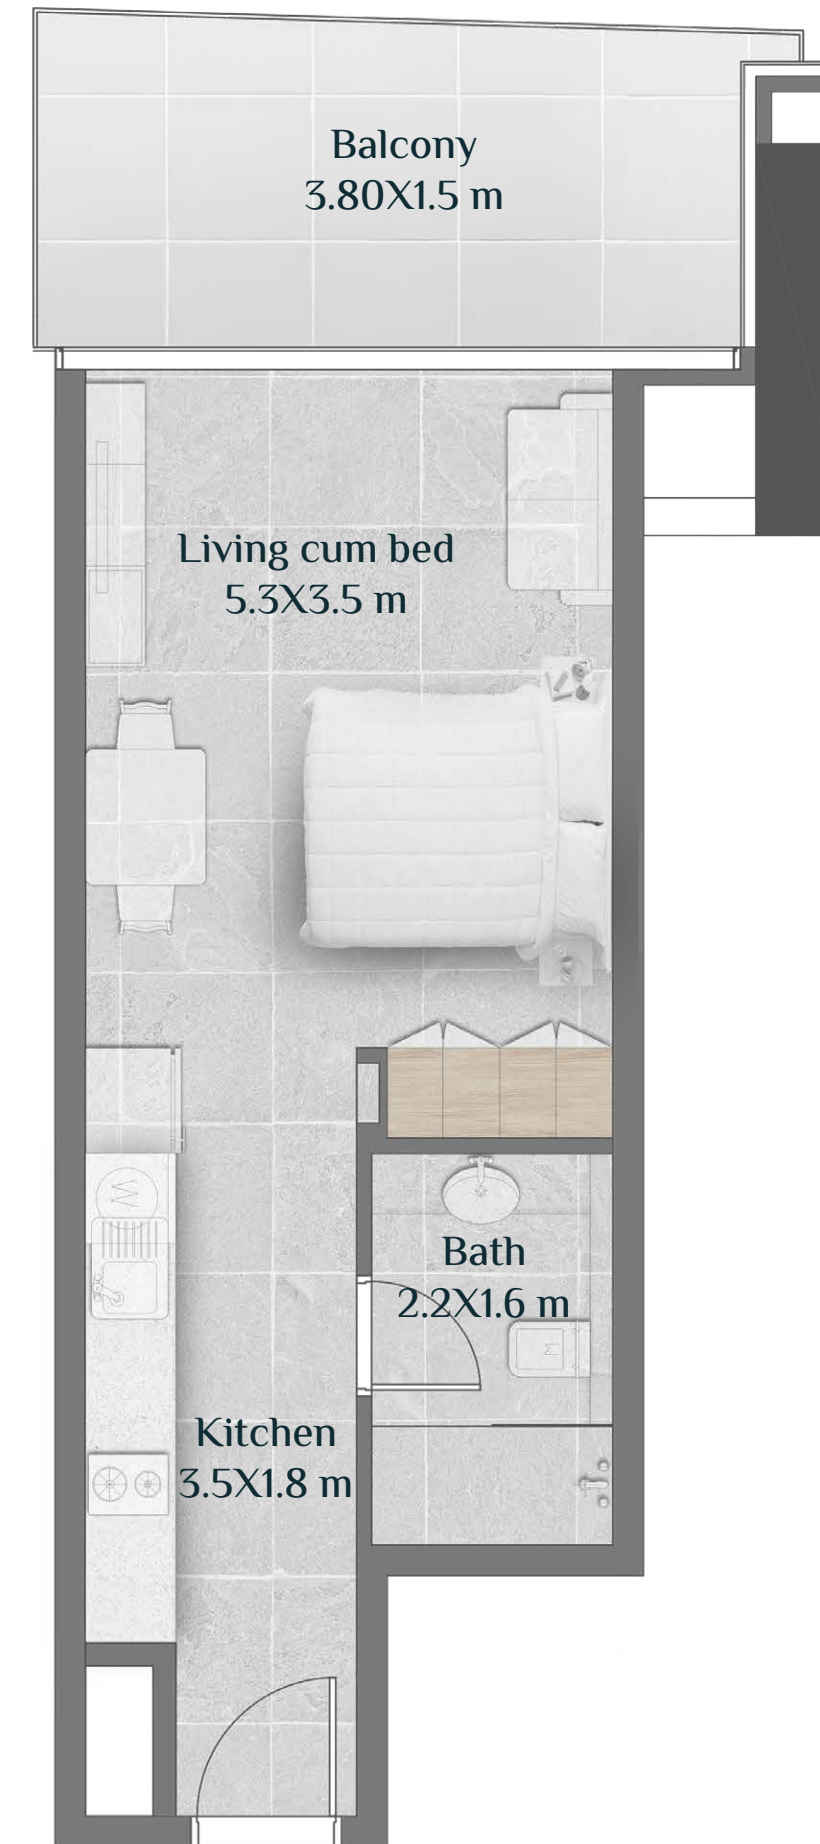 Balcony
3.80X1.5 m
Living cum bed
5.3X3.5 m
W
Bath
2.2X1.6 m
Kitchen
3.5X1.8 m